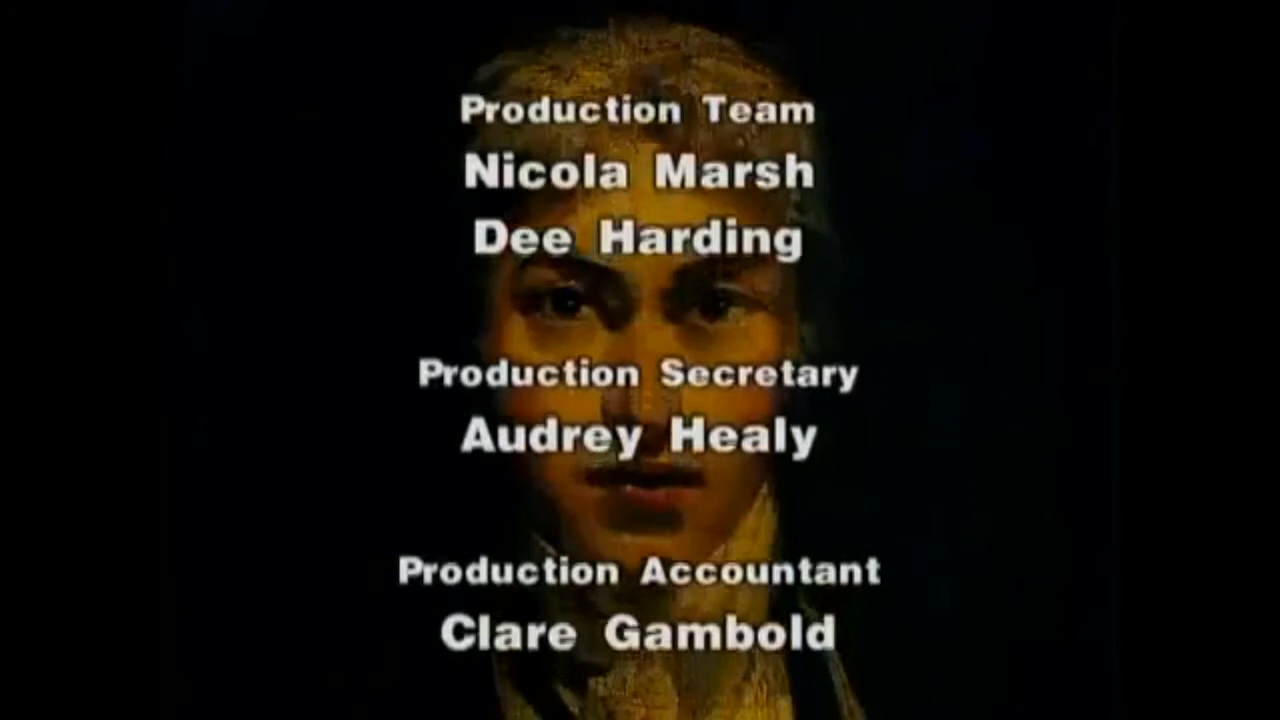 Production Team
Nicola Marsh
Dee Harding
Production Secretary
Audrey Healy
Production Accountant
Clare Gambold